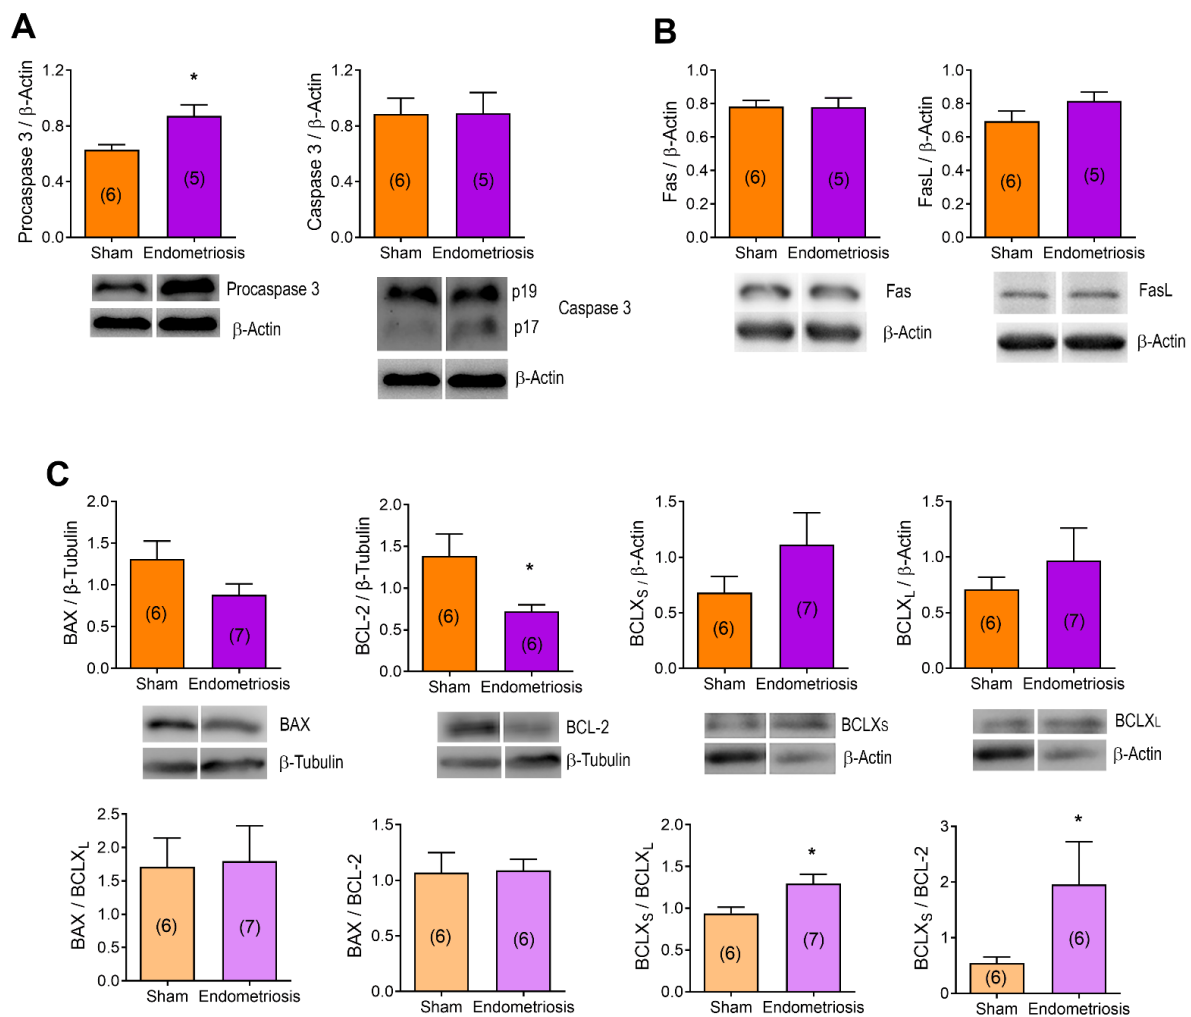 A
B
Procaspase 3 / β-Actin
1.2
0.8
0.4
0.0
*
(6)
(5)
Sham
Endometriosis
Procaspase 3
β-Actin
Caspase 3 / β-Actin
1.2
0.8
0.4
0.0
(6)
(5)
Sham
Endometriosis
p19
p17
Caspase 3
β-Actin
Fas / β-Actin
1.0
0.8
0.6
0.4
0.2
0.0
(6)
(5)
Sham
Endometriosis
Fas
β-Actin
FasL / β-Actin
1.0
0.8
0.6
0.4
0.2
0.0
(6)
(5)
Sham
Endometriosis
FasL
β-Actin
C
BAX / β-Tubulin
2.0
1.5
1.0
0.5
0.0
(6)
(7)
Sham
Endometriosis
BAX
β-Tubulin
BCL-2 / β-Tubulin
2.0
1.5
1.0
0.5
0.0
*
(6)
(6)
Sham
Endometriosis
BCL-2
β-Tubulin
BCLXS / β-Actin
1.5
1.0
0.5
0.0
(6)
(7)
Sham
Endometriosis
BCLXS
β-Actin
BCLXL / β-Actin
1.5
1.0
0.5
0.0
(6)
(7)
Sham
Endometriosis
BCLXL
β-Actin
BAX / BCLXL
2.5
2.0
1.5
1.0
0.5
0.0
(6)
(7)
Sham
Endometriosis
BAX / BCL-2
1.5
1.0
0.5
0.0
(6)
(6)
Sham
Endometriosis
BCLXS / BCLXL
2.0
1.5
1.0
0.5
0.0
*
(6)
(7)
Sham
Endometriosis
BCLXS / BCL-2
3
2
1
0
*
(6)
(6)
Sham
Endometriosis